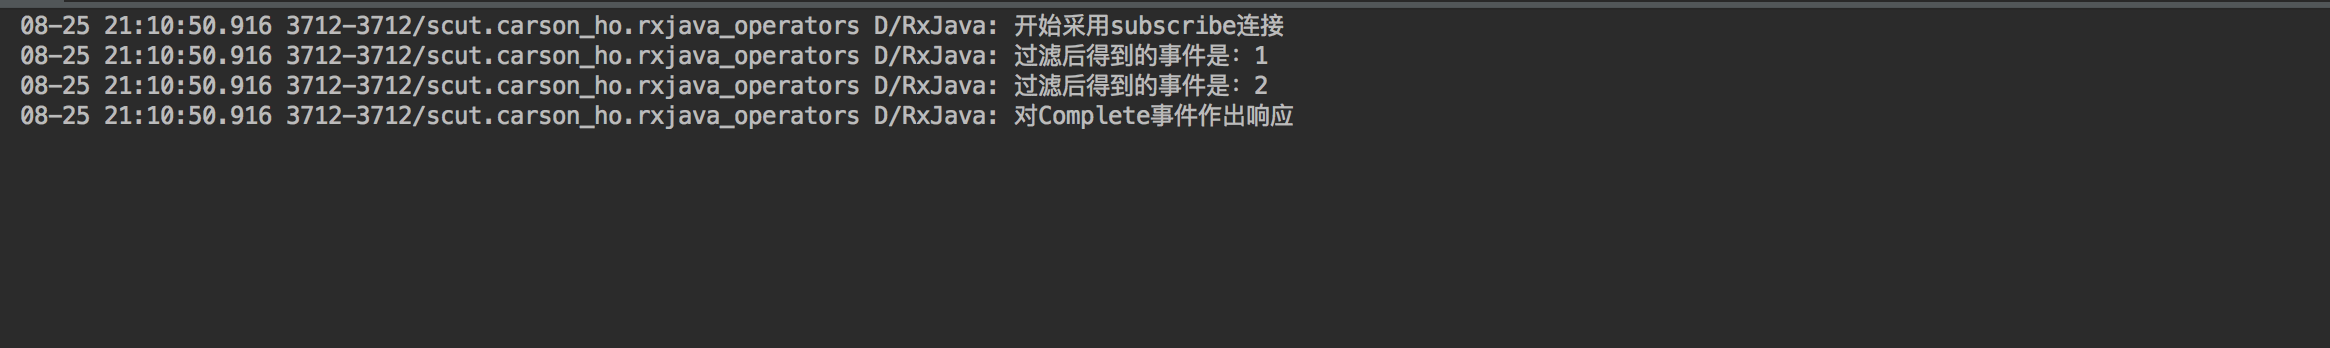 08-25 21:10:50.916 3712-3712/scut.carson_ho.rxjava_operators D/RxJava: 开始采用subscribe连接
08-25 21:10:50.916 3712-3712/scut.carson_ho.rxjava_operators D/RxJava: 过滤后得到的事件是：1
08-25 21:10:50.916 3712-3712/scut.carson_ho.rxjava_operators D/RxJava: 过滤后得到的事件是：2
08-25 21:10:50.916 3712-3712/scut.carson_ho.rxjava_operators D/RxJava: 对Complete事件作出响应